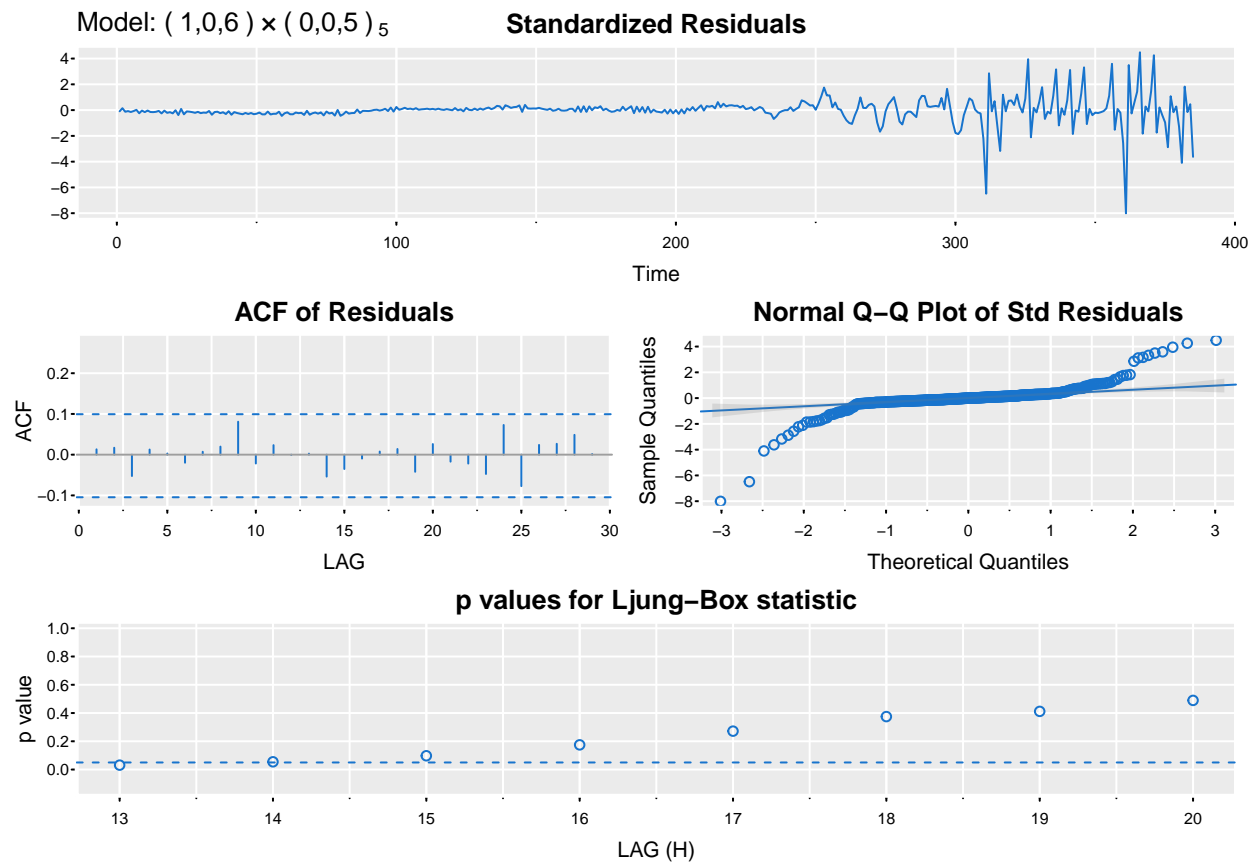 Model: ( 1,0,6 ) × ( 0,0,5 ) 5
Standardized Residuals
4
2
0
−2
−4
−6
−8
0 100 200 300 400
Time
ACF of Residuals
ACF
0.2
0.1
0.0
−0.1
0 5 10 15 20 25 30
LAG
Normal Q−Q Plot of Std Residuals
Sample Quantiles
4
2
0
−2
−4
−6
−8
−3 −2 −1 0 1 2 3
Theoretical Quantiles
p values for Ljung−Box statistic
p value
1.0
0.8
0.6
0.4
0.2
0.0
13 14 15 16 17 18 19 20
LAG (H)